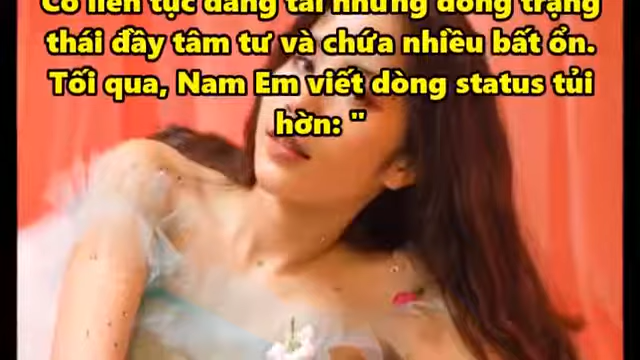 Cô liên tục đăng tải những dòng trạng
thái đầy tâm tư và chứa nhiều bất ổn.
Tối qua, Nam Em viết dòng status tủi
hờn: "